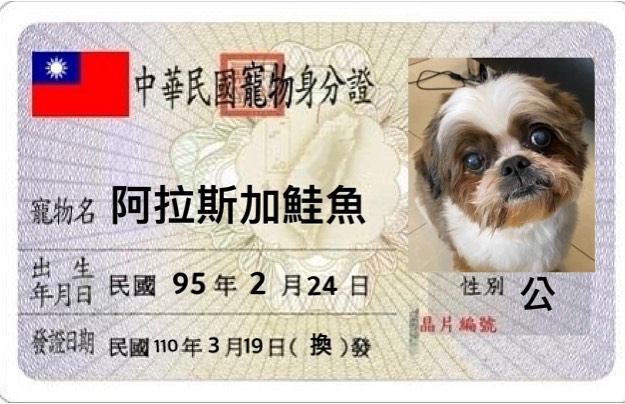 中華民國寵物身分證
寵物名 阿拉斯加鮭魚
出生年月日 民國 95 年 2 月 24 日
性別 公
晶片編號
發證日期 民國 110 年 3 月 19 日 ( 換 ) 發